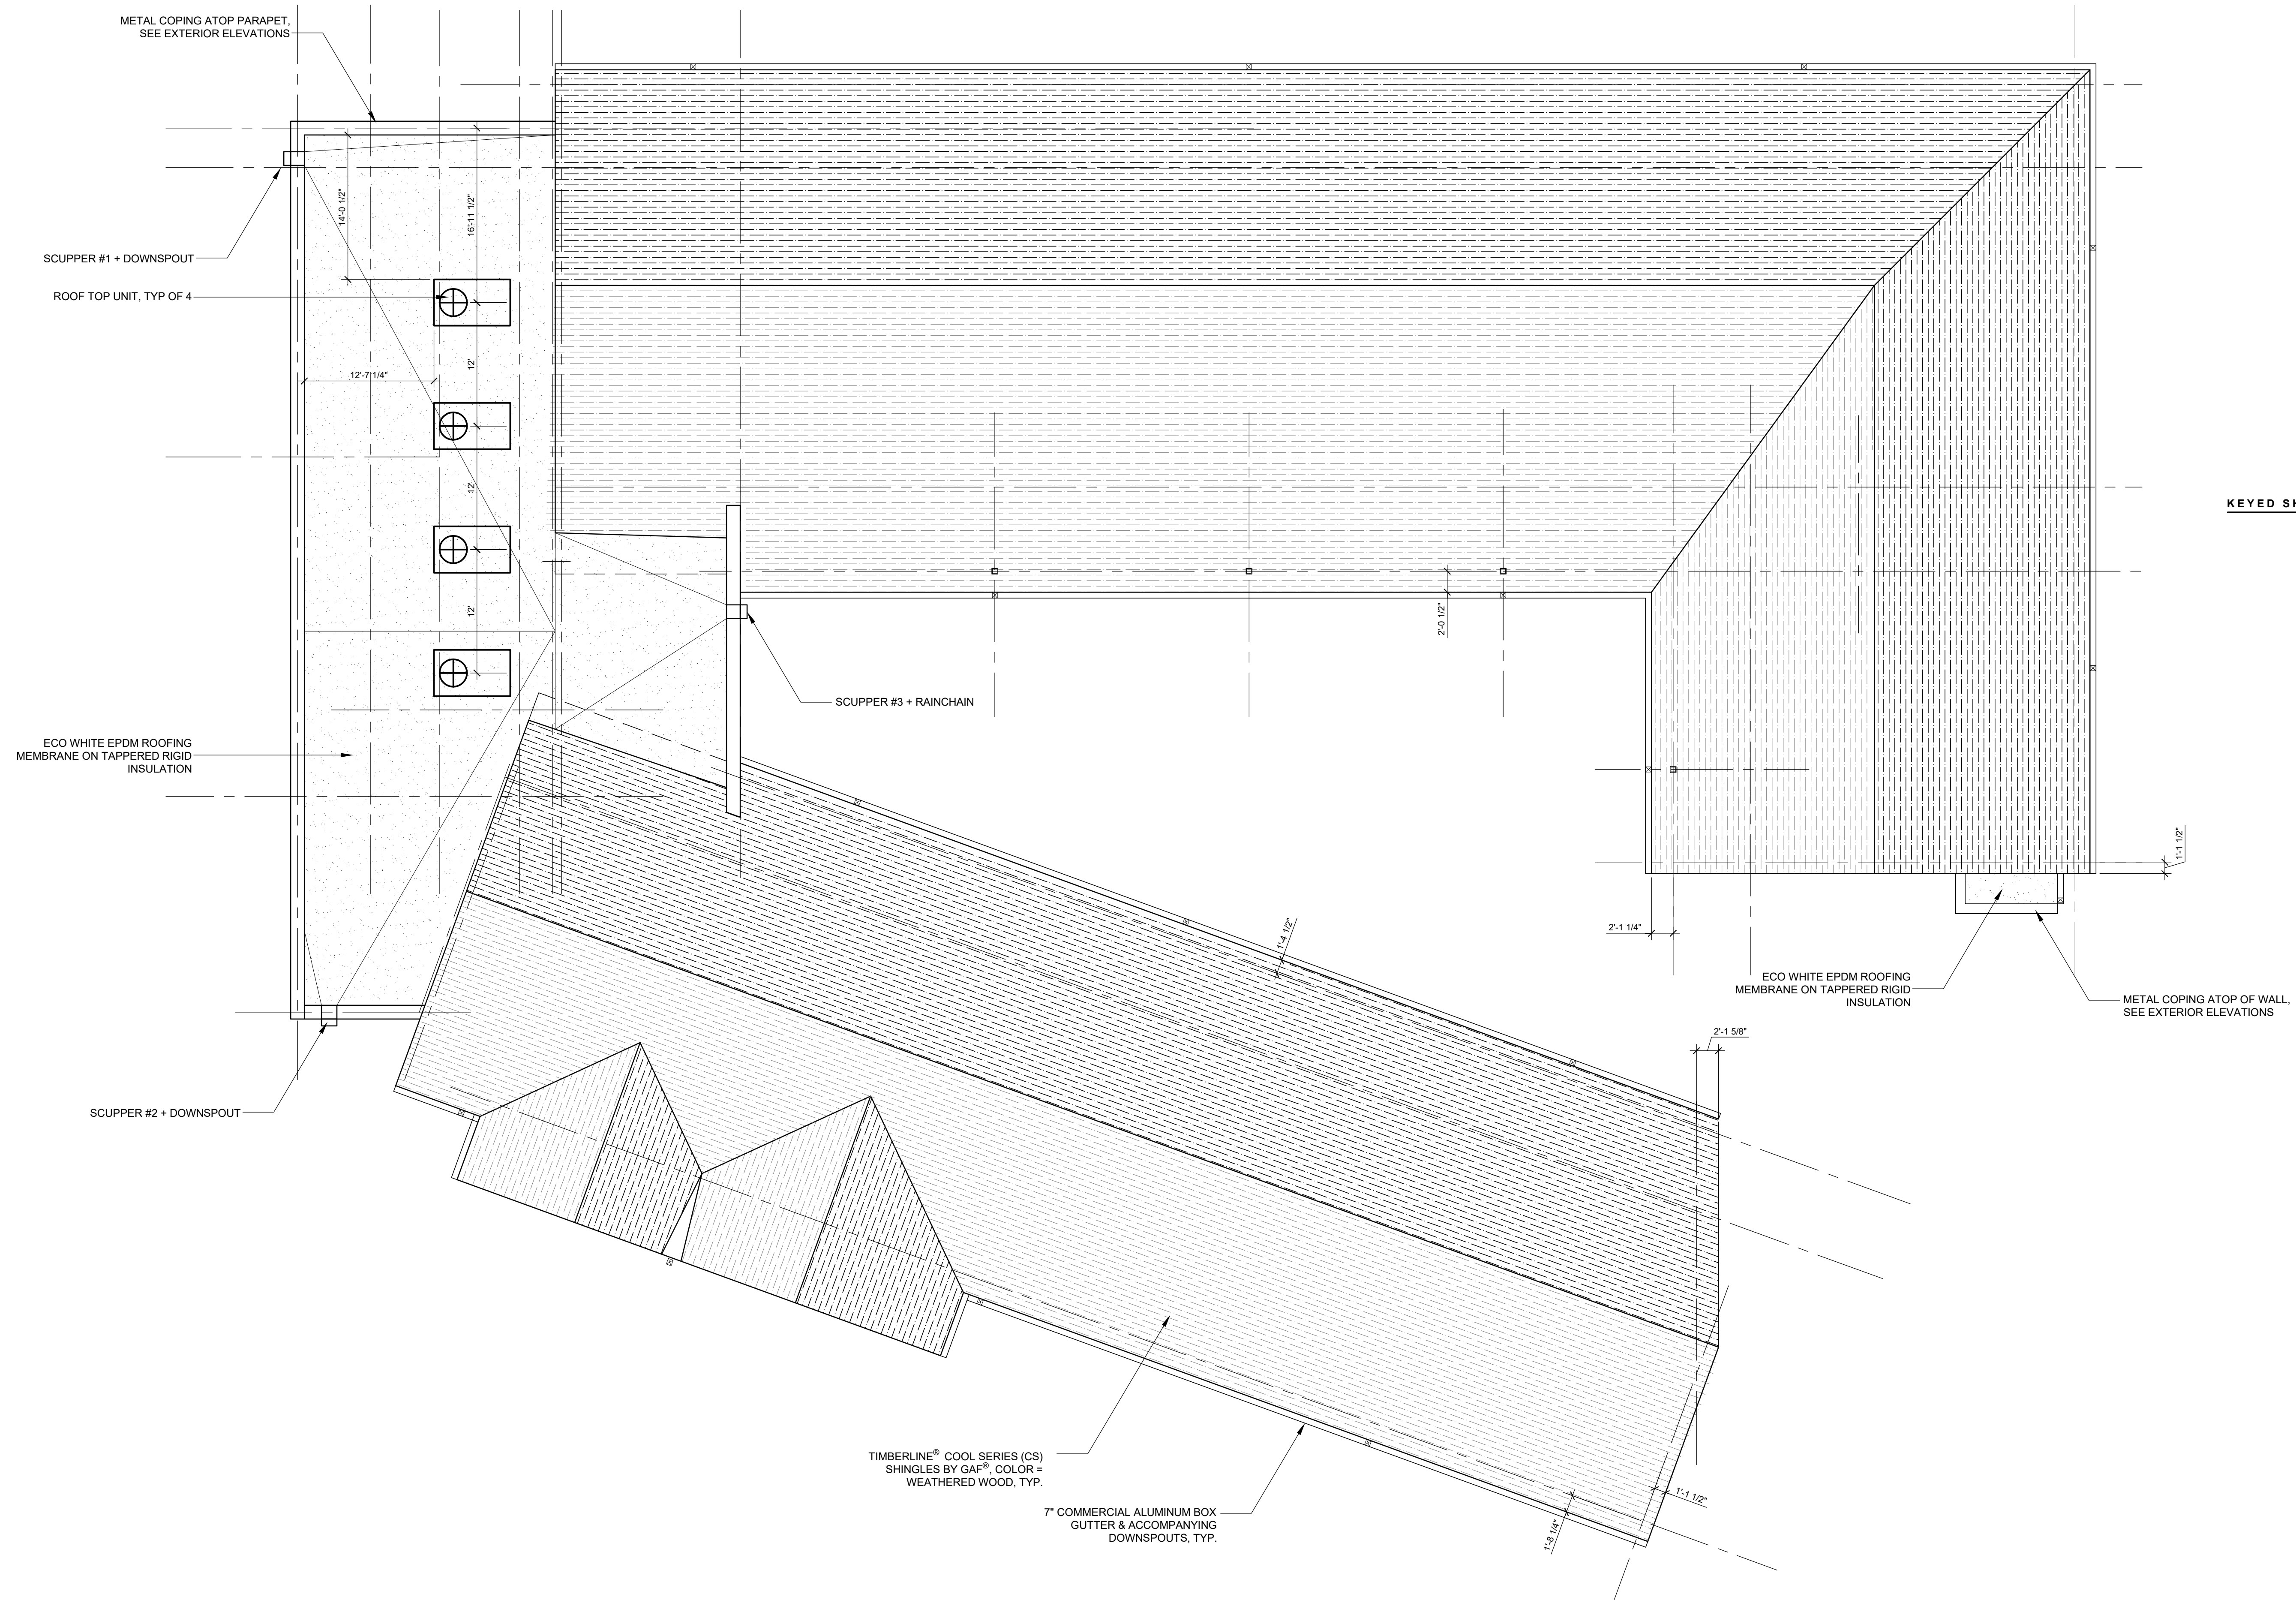 METAL COPING ATOP PARAPET,
SEE EXTERIOR ELEVATIONS
14'-0 1/2"
16'-11 1/2"
SCUPPER #1 + DOWNSPOUT
ROOF TOP UNIT, TYP OF 4
12'
12'-7 1/4"
12'
12'
KEYED SH
2'-0 1/2"
SCUPPER #3 + RAINCHAIN
ECO WHITE EPDM ROOFING
MEMBRANE ON TAPPERED RIGID
INSULATION
1'-1 1/2"
2'-1 1/4"
1'-4 1/2"
ECO WHITE EPDM ROOFING
MEMBRANE ON TAPPERED RIGID
INSULATION
METAL COPING ATOP OF WALL,
SEE EXTERIOR ELEVATIONS
2'-1 5/8"
SCUPPER #2 + DOWNSPOUT
TIMBERLINE® COOL SERIES (CS)
SHINGLES BY GAF®, COLOR =
WEATHERED WOOD, TYP.
1'-1 1/2"
7" COMMERCIAL ALUMINUM BOX
GUTTER & ACCOMPANYING
DOWNSPOUTS, TYP.
1'-8 1/4"